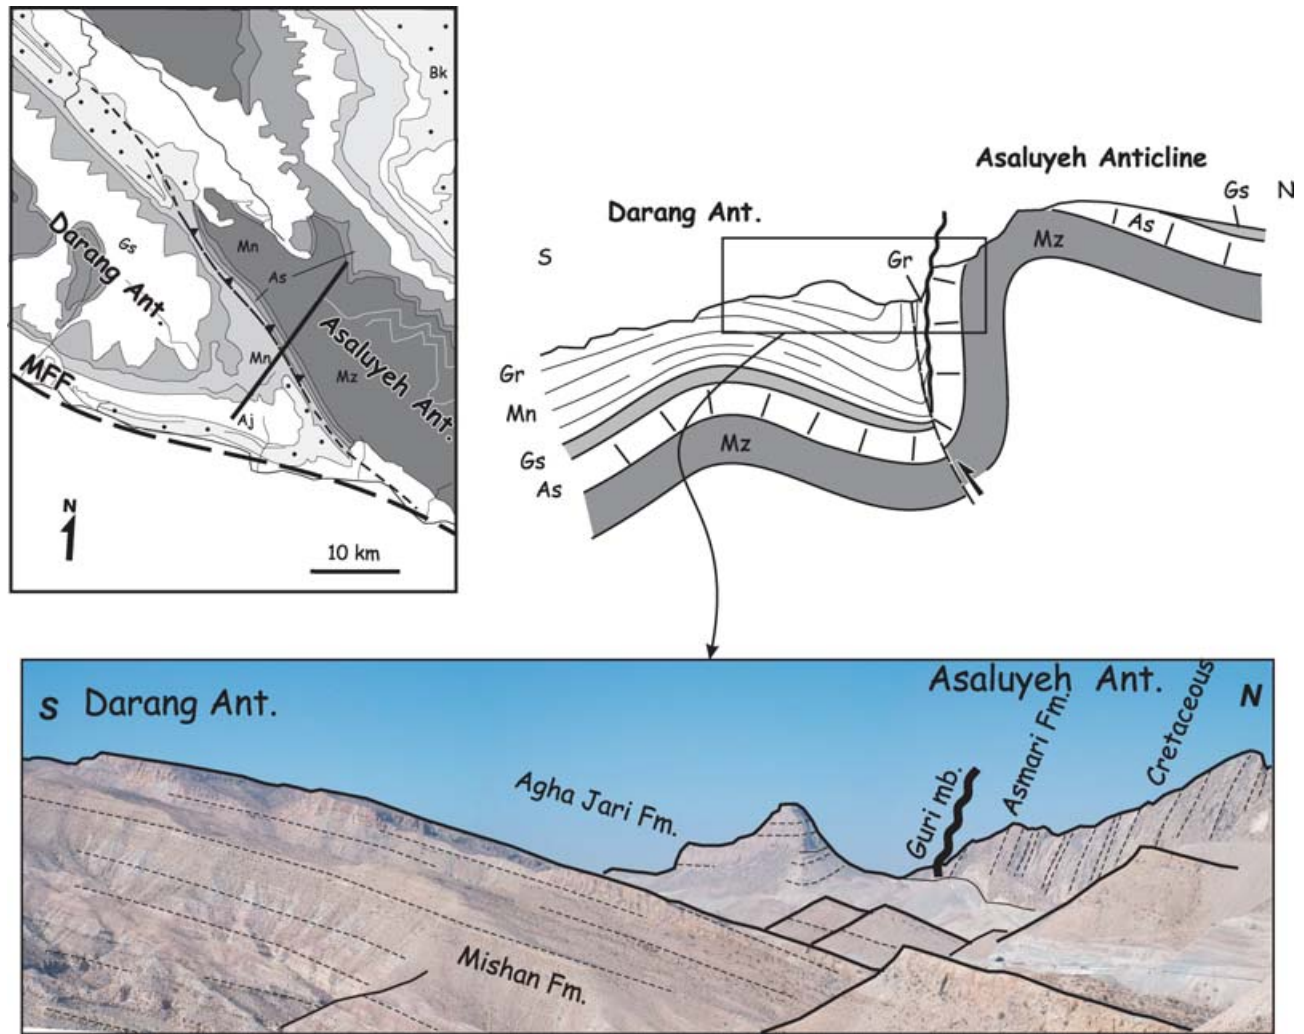 Bk
Gs
Darang Ant.
Mn
As
Mn
Mz
Asaluyeh Ant.
MFF
Aj
N
10 km
Asaluyeh Anticline
Darang Ant.
Gs
N
As
Mz
S
Gr
Gr
Mn
Gs
As
Mz
S Darang Ant.
Asaluyeh Ant.
N
Agha Jari Fm.
Guri mb.
Asmari Fm.
Cretaceous
Mishan Fm.